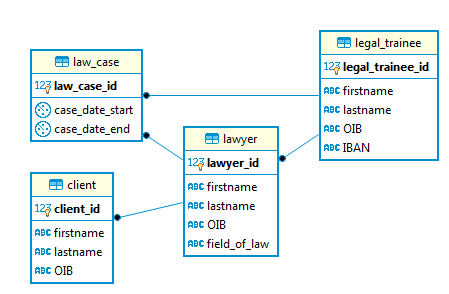 law_case
123 law_case_id
case_date_start
case_date_end
legal_trainee
123 legal_trainee_id
ABC firstname
ABC lastname
ABC OIB
ABC IBAN
lawyer
123 lawyer_id
ABC firstname
ABC lastname
ABC OIB
ABC field_of_law
client
123 client_id
ABC firstname
ABC lastname
ABC OIB